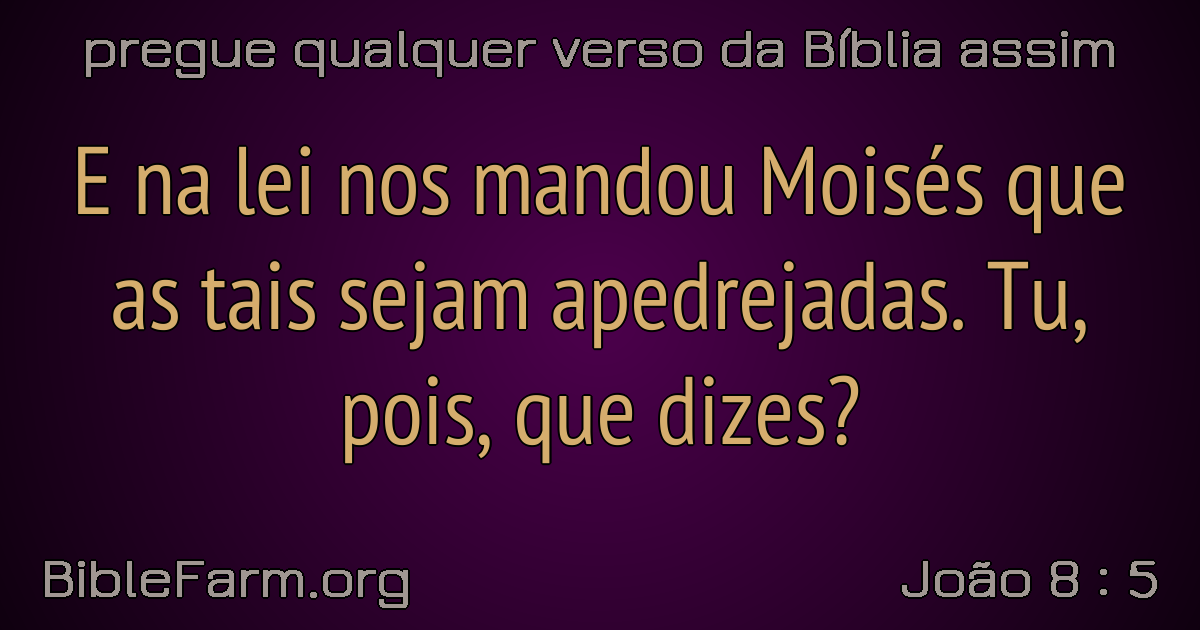 pregue qualquer verso da Bíblia assim
E na lei nos mandou Moisés que
as tais sejam apedrejadas. Tu,
pois, que dizes?
BibleFarm.org
João 8 : 5